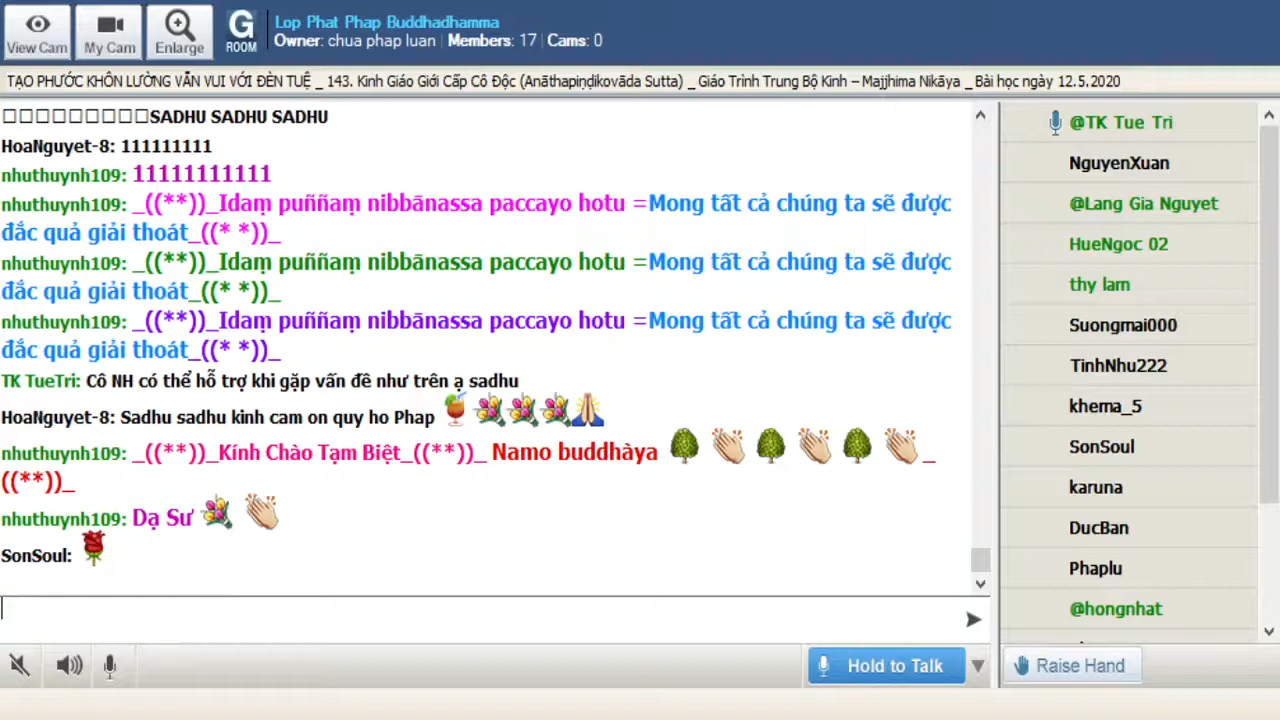 View Cam
My Cam
Enlarge
G
ROOM
Lop Phat Phap Buddhadhamma
Owner: chua phap luan | Members: 17 | Cams: 0
TẠO PHƯỚC KHÔN LƯỜNG VẪN VUI VỚI ĐÈN TUỆ _ 143. Kinh Giáo Giới Cấp Cô Độc (Anāthapiṇḍikovāda Sutta) _ Giáo Trình Trung Bộ Kinh – Majjhima Nikāya _ Bài học ngày 12.5.2020
SADHU SADHU SADHU
HoaNguyet-8: 111111111
nhuthuynh109: 11111111111
nhuthuynh109: _((**))_Idaṃ puññaṃ nibbānassa paccayo hotu =Mong tất cả chúng ta sẽ được
đắc quả giải thoát_((* *))_
nhuthuynh109: _((**))_Idaṃ puññaṃ nibbānassa paccayo hotu =Mong tất cả chúng ta sẽ được
đắc quả giải thoát_((* *))_
nhuthuynh109: _((**))_Idaṃ puññaṃ nibbānassa paccayo hotu =Mong tất cả chúng ta sẽ được
đắc quả giải thoát_((* *))_
TK TueTri: Cô NH có thể hỗ trợ khi gặp vấn đề như trên ạ sadhu
HoaNguyet-8: Sadhu sadhu kinh cam on quy ho Phap
nhuthuynh109: _((**))_Kính Chào Tạm Biệt_((**))_ Namo buddhàya _
((**))_
nhuthuynh109: Dạ Sư
SonSoul:
Hold to Talk
@TK Tue Tri
NguyenXuan
@Lang Gia Nguyet
HueNgoc 02
thy lam
Suongmai000
TinhNhu222
khema_5
SonSoul
karuna
DucBan
Phaplu
@hongnhat
Raise Hand